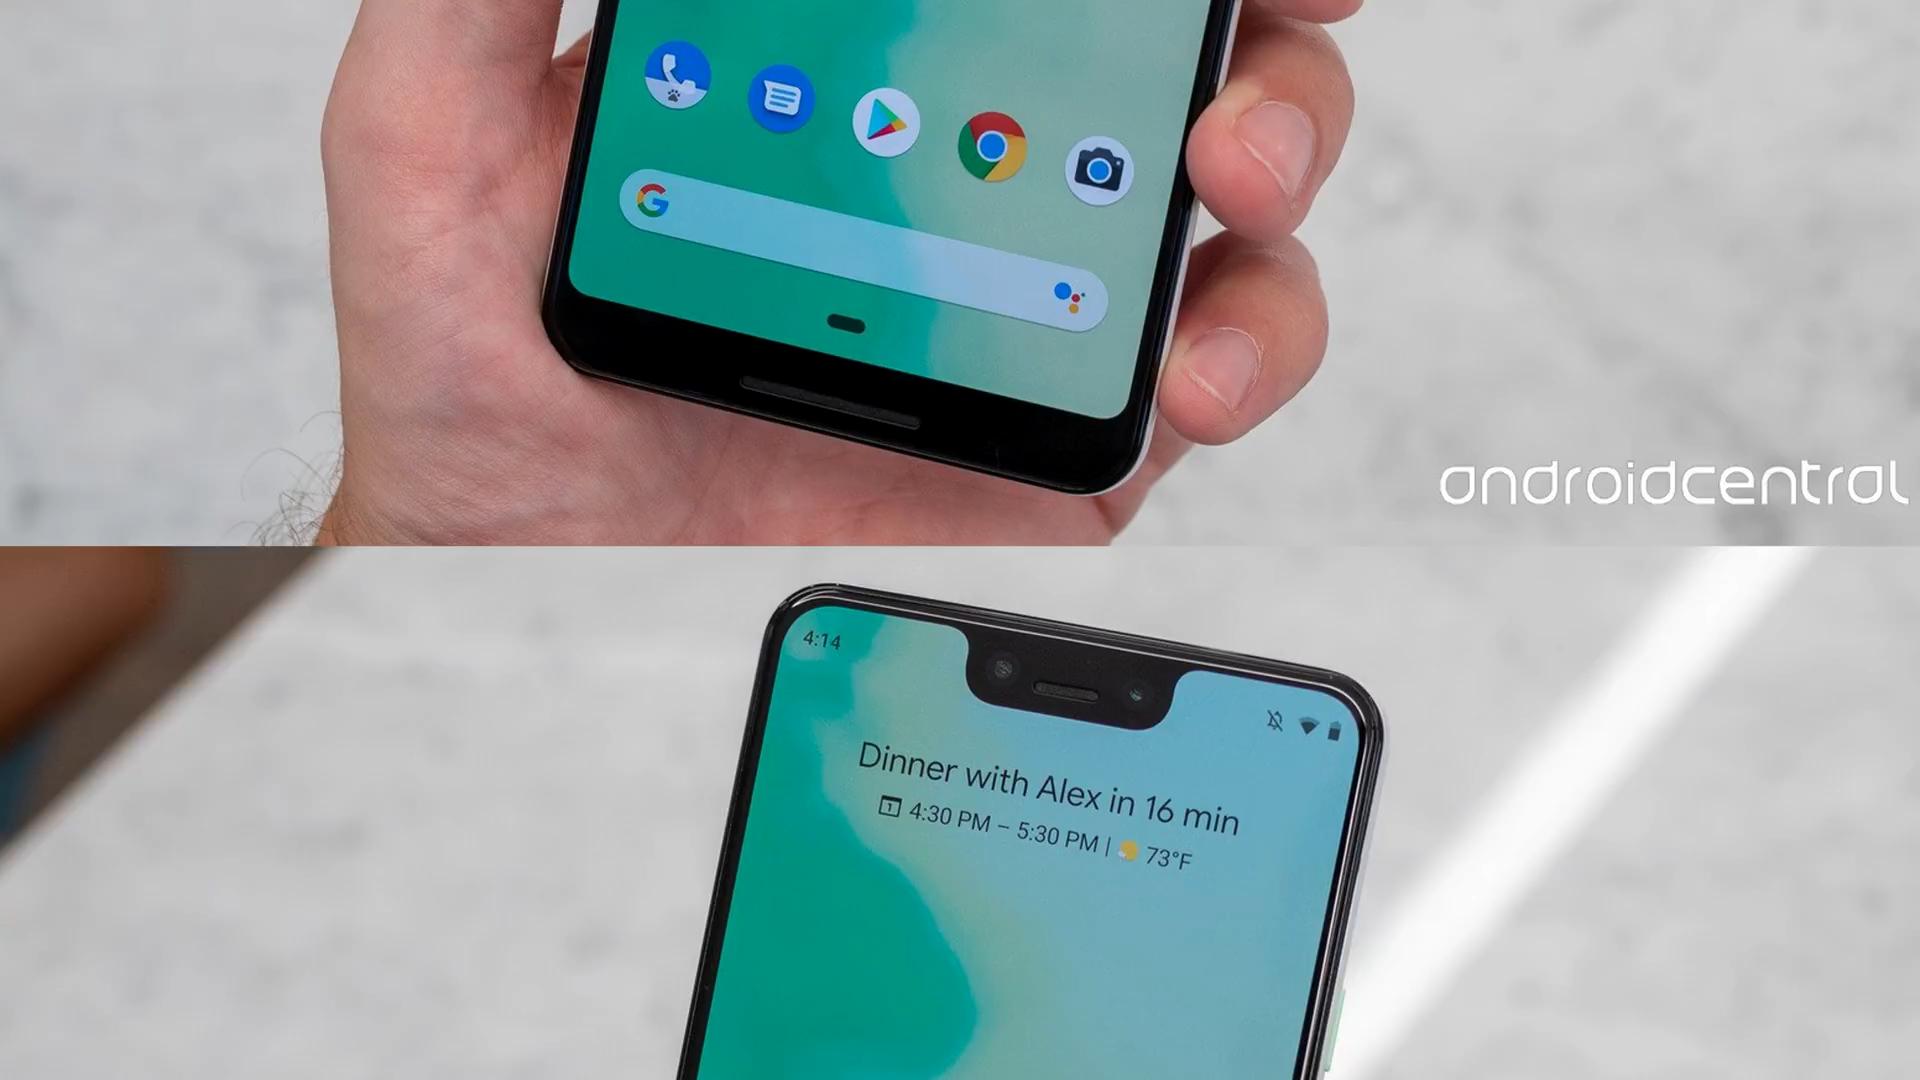 androidcentral
4:14
Dinner with Alex in 16 min
4:30 PM – 5:30 PM | 73°F